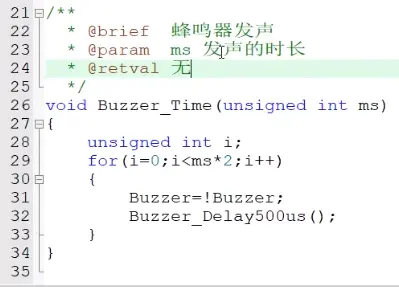 21 /**
22  * @brief  蜂鸣器发声
23  * @param  ms 发声的时长
24  * @retval 无
25  */
26 void Buzzer_Time(unsigned int ms)
27 {
28     unsigned int i;
29     for(i=0;i<ms*2;i++)
30     {
31         Buzzer=!Buzzer;
32         Buzzer_Delay500us();
33     }
34 }
35